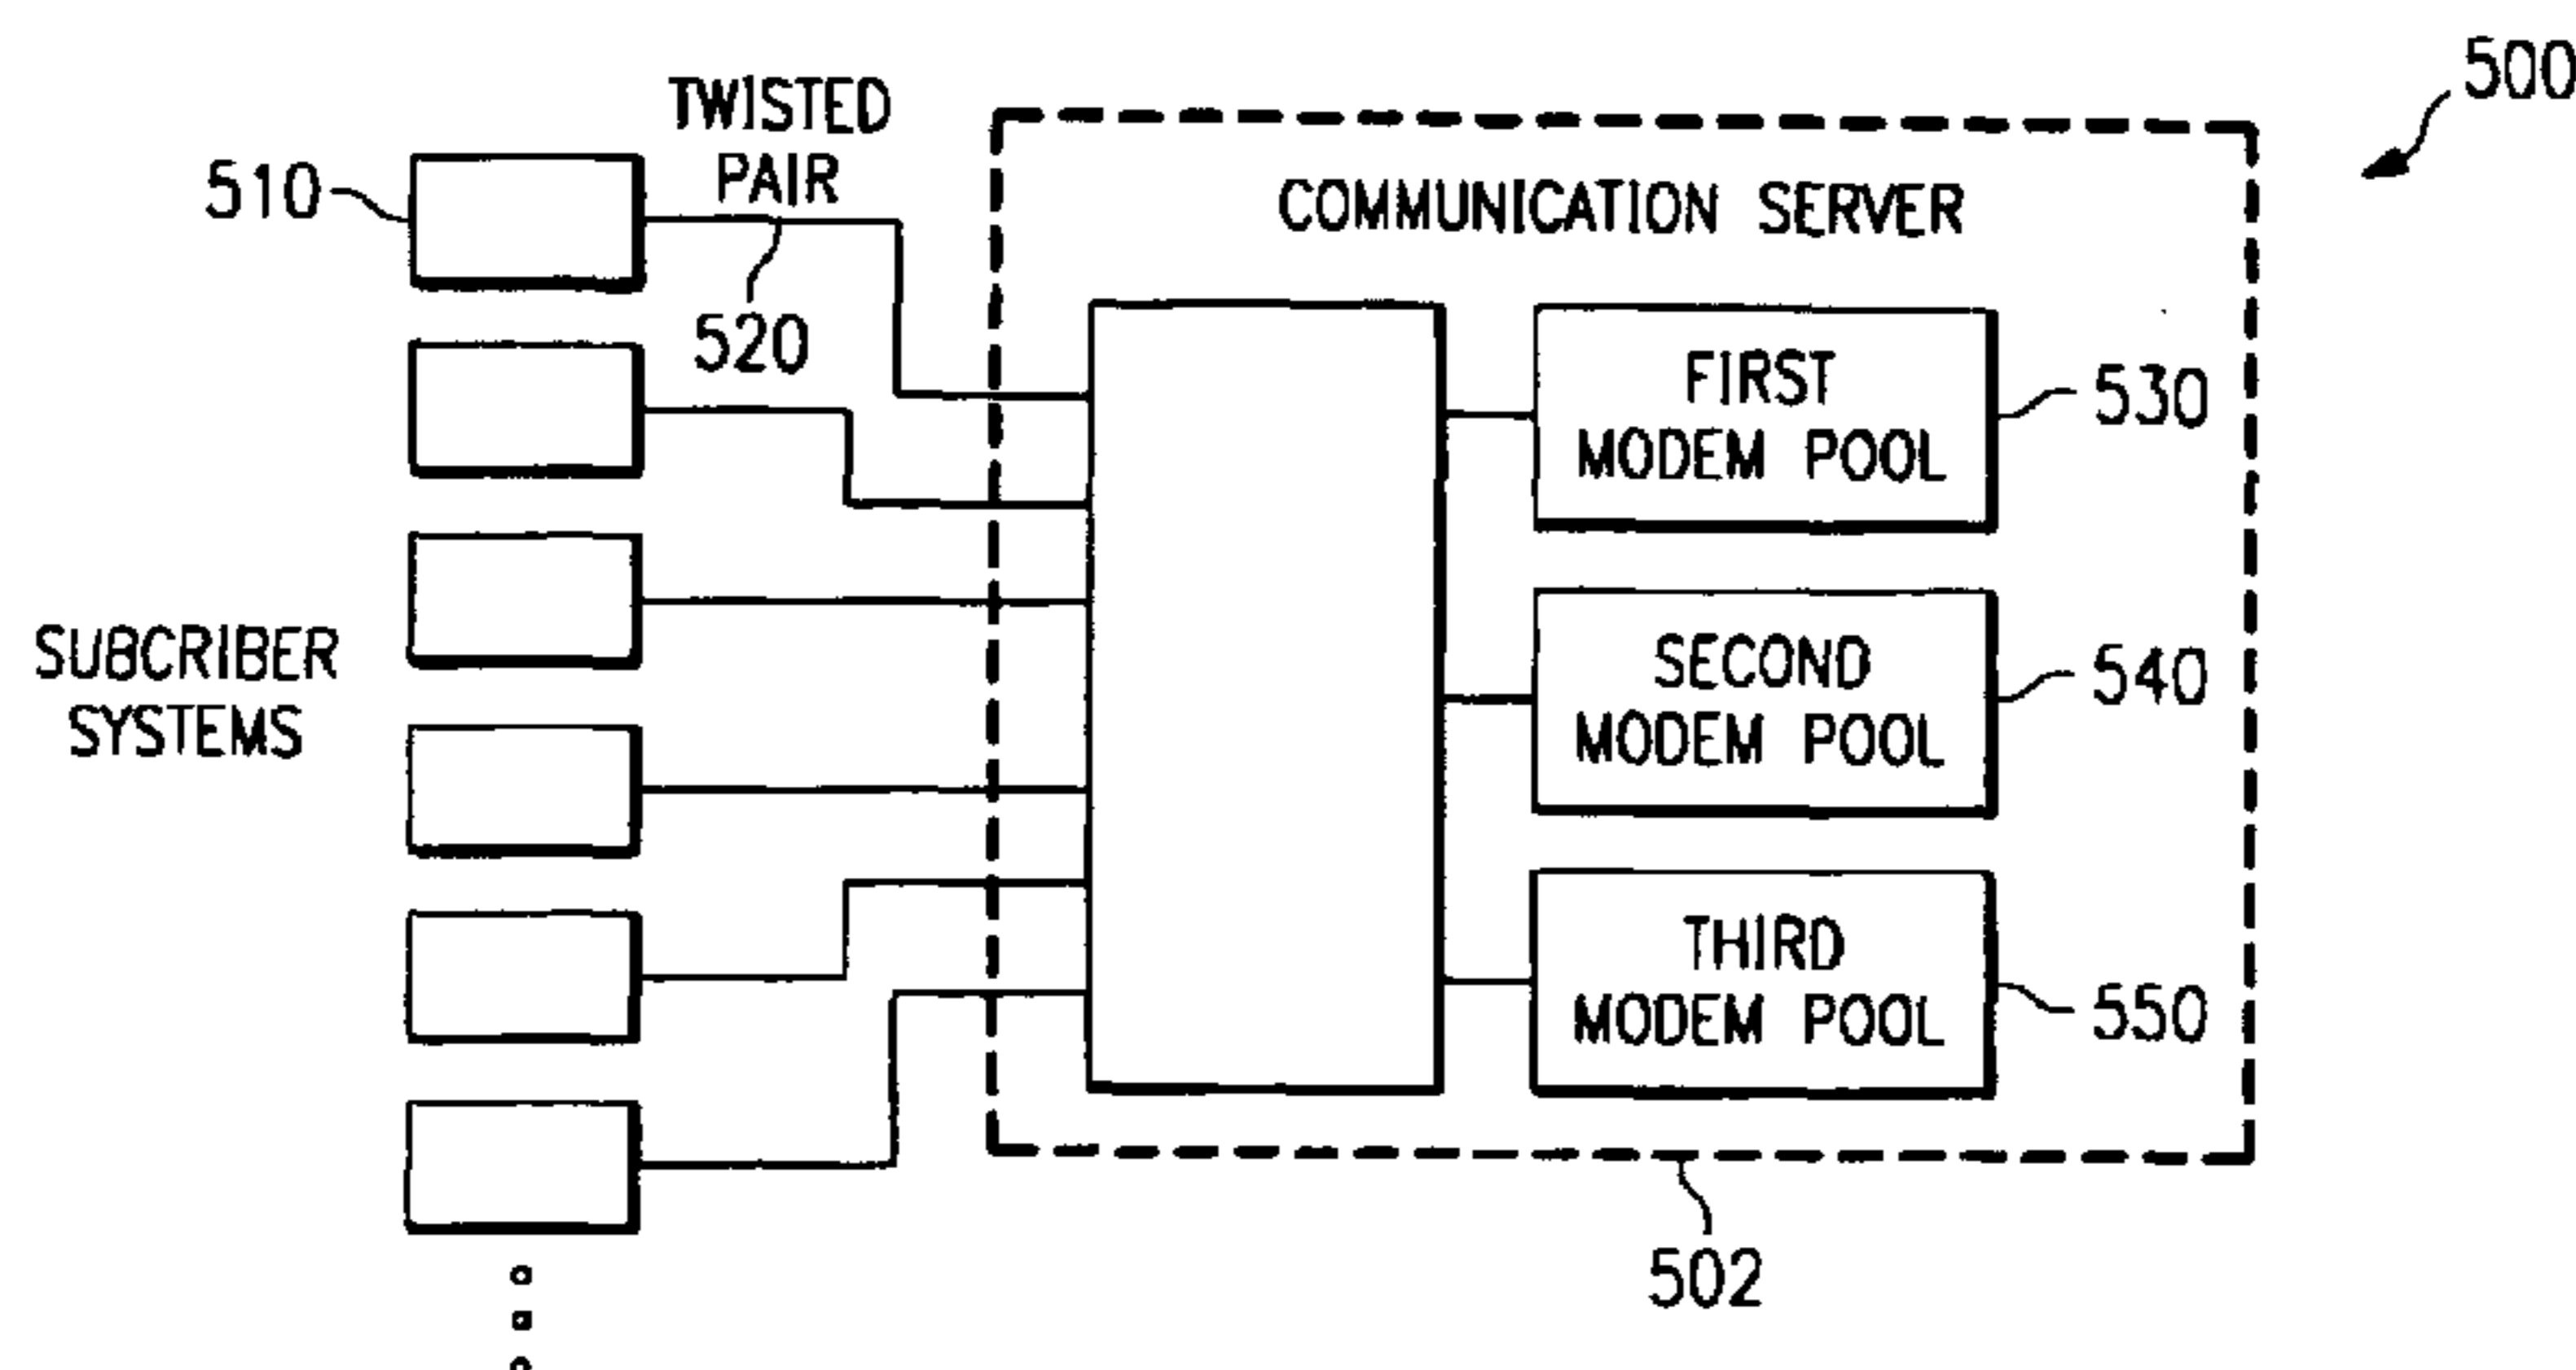 500
TWISTED
PAIR
510
520
COMMUNICATION SERVER
FIRST
MODEM POOL
530
SUBCRIBER
SYSTEMS
SECOND
MODEM POOL
540
THIRD
MODEM POOL
550
502